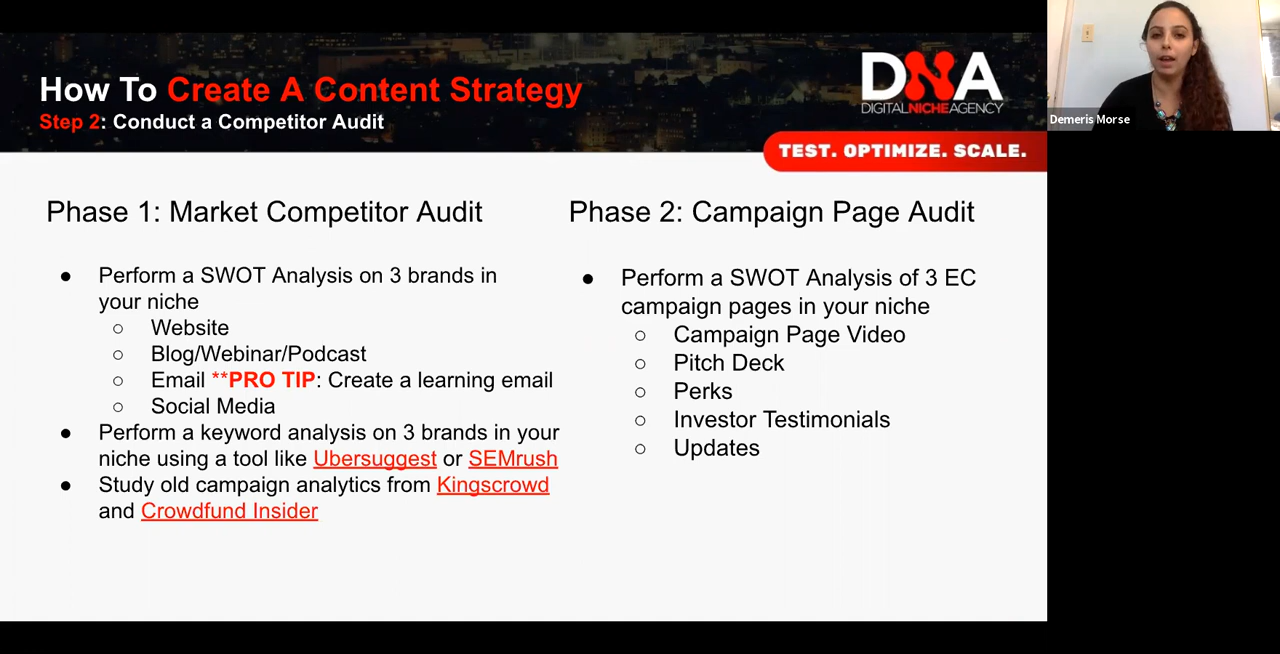 How To Create A Content Strategy
Step 2: Conduct a Competitor Audit
DNA
DIGITALNICHEAGENCY
TEST. OPTIMIZE. SCALE.
Demeris Morse
Phase 1: Market Competitor Audit
● Perform a SWOT Analysis on 3 brands in
your niche
○ Website
○ Blog/Webinar/Podcast
○ Email **PRO TIP: Create a learning email
○ Social Media
● Perform a keyword analysis on 3 brands in your
niche using a tool like Ubersuggest or SEMrush
● Study old campaign analytics from Kingscrowd
and Crowdfund Insider
Phase 2: Campaign Page Audit
● Perform a SWOT Analysis of 3 EC
campaign pages in your niche
○ Campaign Page Video
○ Pitch Deck
○ Perks
○ Investor Testimonials
○ Updates